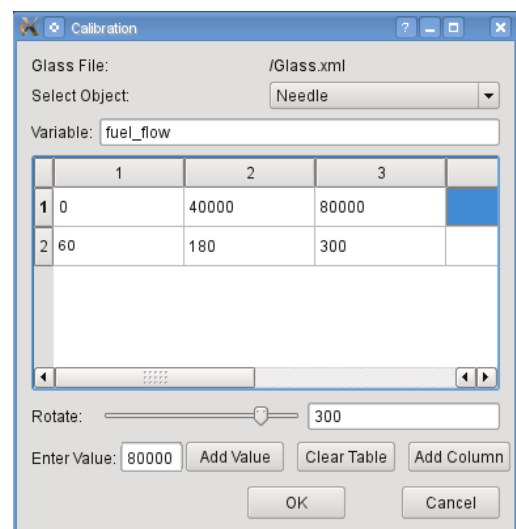 Calibration
Glass File: /Glass.xml
Select Object: Needle
Variable: fuel_flow
1 2 3
1 0 40000 80000
2 60 180 300
Rotate: 300
Enter Value: 80000 Add Value Clear Table Add Column
OK Cancel